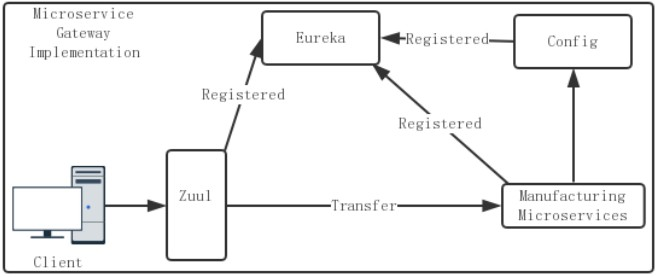 Microservice
Gateway
Implementation
Eureka
Config
Registered
Registered
Registered
Zuul
Transfer
Manufacturing
Microservices
Client